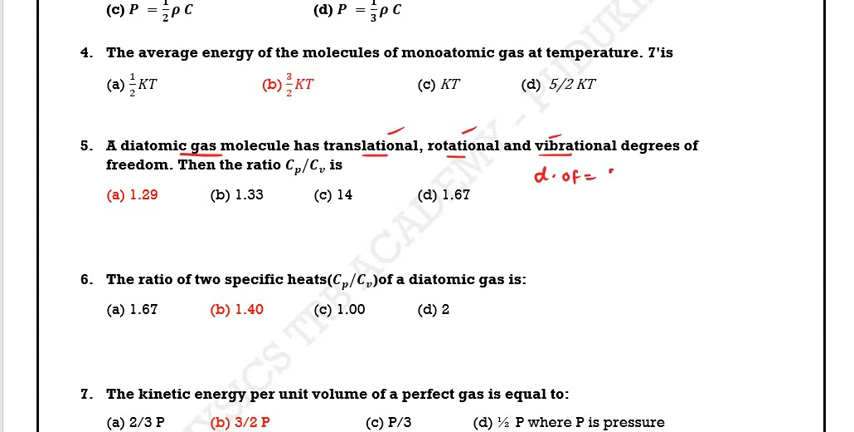 (c) P = 1/2 ρ C (d) P = 1/3 ρ C
4. The average energy of the molecules of monoatomic gas at temperature. T'is
(a) 1/2 KT (b) 3/2 KT (c) KT (d) 5/2 KT
5. A diatomic gas molecule has translational, rotational and vibrational degrees of
freedom. Then the ratio Cp/Cv is
d. of =
(a) 1.29 (b) 1.33 (c) 14 (d) 1.67
6. The ratio of two specific heats(Cp/Cv)of a diatomic gas is:
(a) 1.67 (b) 1.40 (c) 1.00 (d) 2
7. The kinetic energy per unit volume of a perfect gas is equal to:
(a) 2/3 P (b) 3/2 P (c) P/3 (d) ½ P where P is pressure
PHYSICS TRB ACADEMY - PUDUK